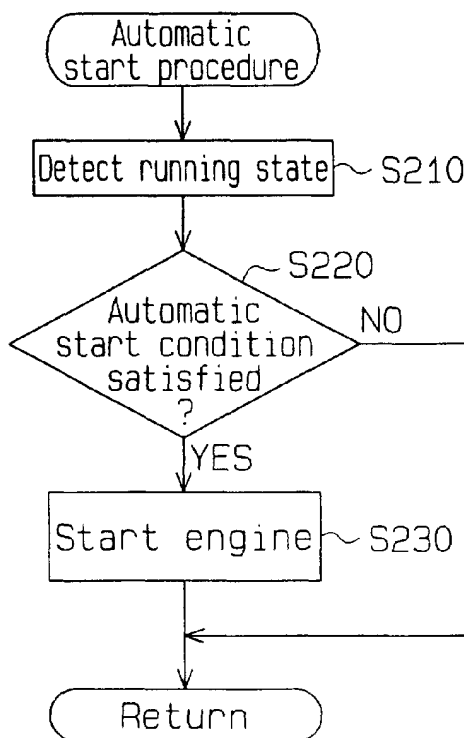 Automatic
start procedure
Detect running state
S210
S220
Automatic
start condition
satisfied
?
NO
YES
Start engine
S230
Return